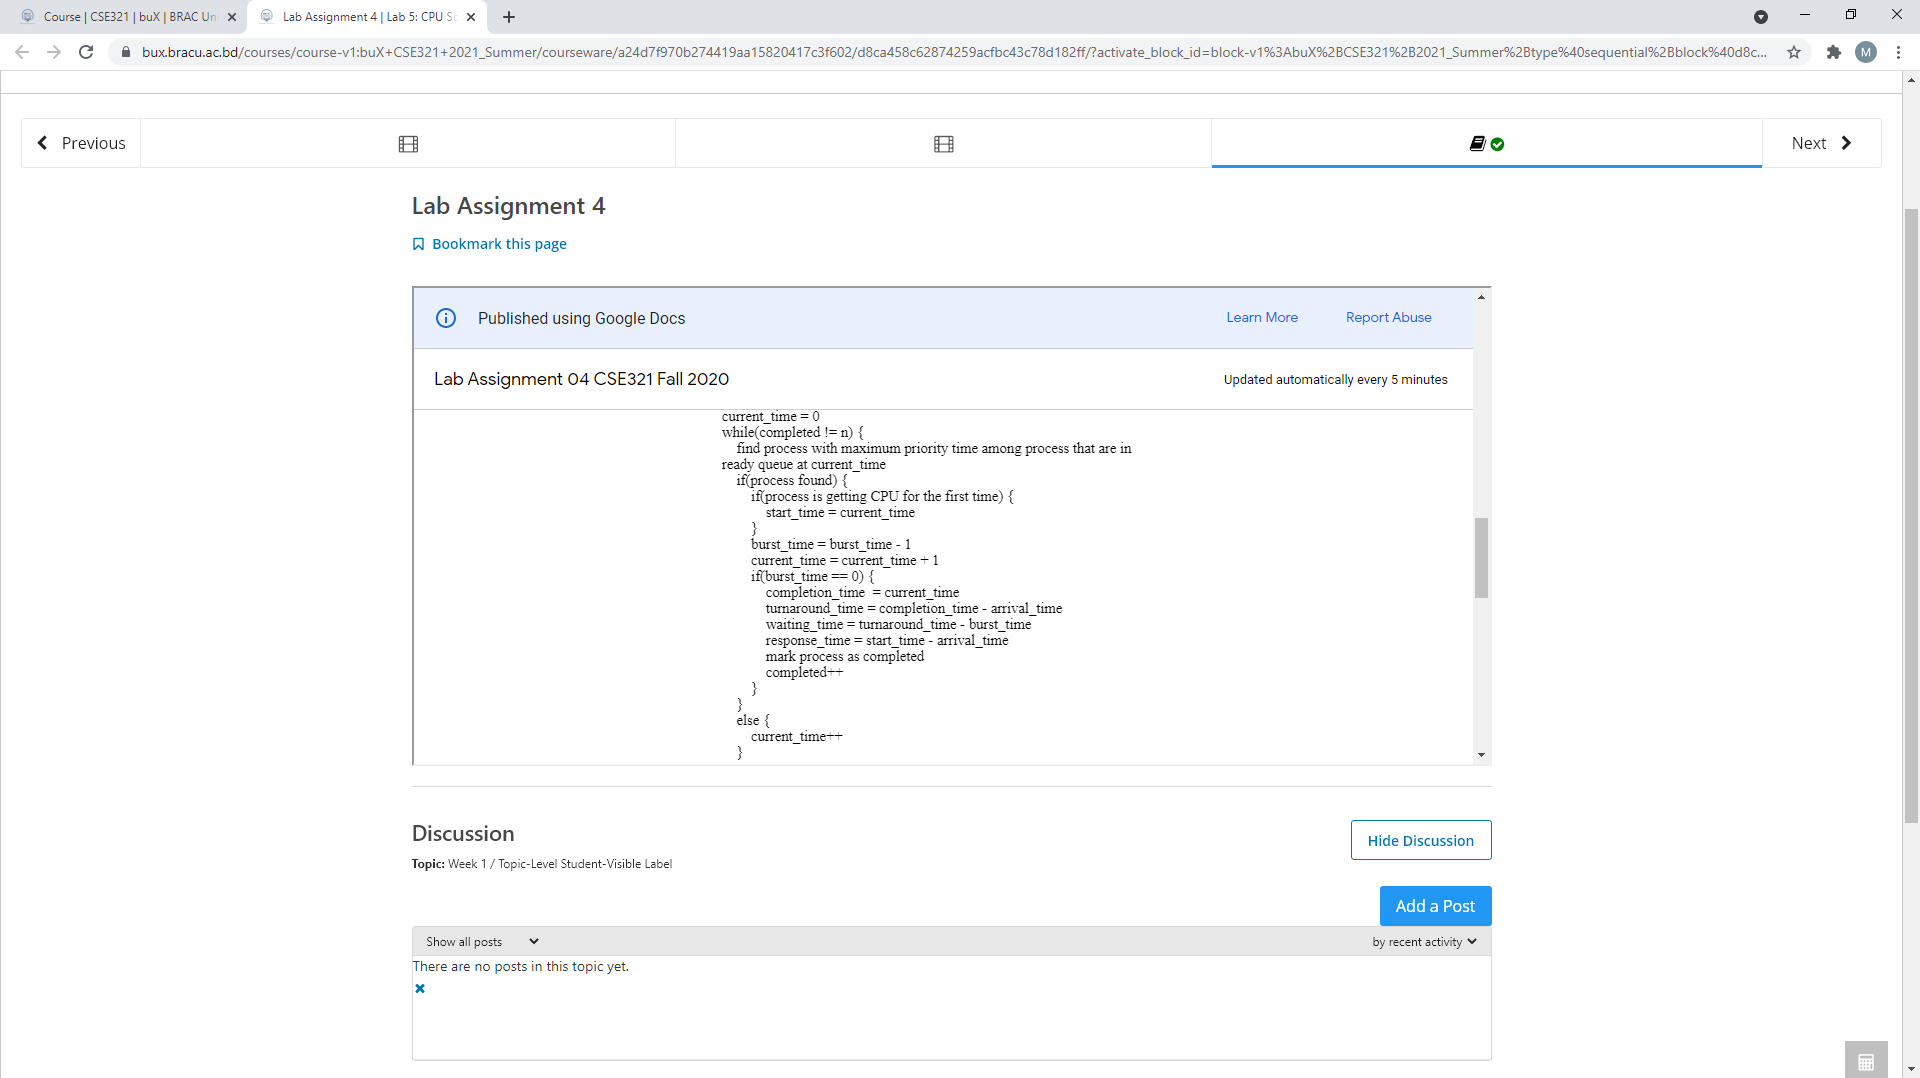 Course | CSE321 | buX | BRAC Un
Lab Assignment 4 | Lab 5: CPU Sc
bux.bracu.ac.bd/courses/course-v1:buX+CSE321+2021_Summer/courseware/a24d7f970b274419aa15820417c3f602/d8ca458c62874259acfbc43c78d182ff/?activate_block_id=block-v1%3AbuX%2BCSE321%2B2021_Summer%2Btype%40sequential%2Bblock%40d8c...
M
Previous
Next
Lab Assignment 4
Bookmark this page
Published using Google Docs
Learn More
Report Abuse
Lab Assignment 04 CSE321 Fall 2020
Updated automatically every 5 minutes
current_time = 0
while(completed != n) {
find process with maximum priority time among process that are in
ready queue at current_time
if(process found) {
if(process is getting CPU for the first time) {
start_time = current_time
}
burst_time = burst_time - 1
current_time = current_time + 1
if(burst_time == 0) {
completion_time  = current_time
turnaround_time = completion_time - arrival_time
waiting_time = turnaround_time - burst_time
response_time = start_time - arrival_time
mark process as completed
completed++
}
}
else {
current_time++
}
Discussion
Hide Discussion
Topic: Week 1 / Topic-Level Student-Visible Label
Add a Post
Show all posts
by recent activity
There are no posts in this topic yet.